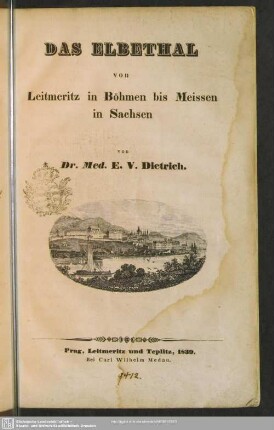 DAS ELBETHAL
von
Leitmeritz in Böhmen bis Meissen
in Sachsen
von
Dr. Med. E. V. Dietrich.
Prag, Leitmeritz und Teplitz, 1839.
Bei Carl Wilhelm Medau.